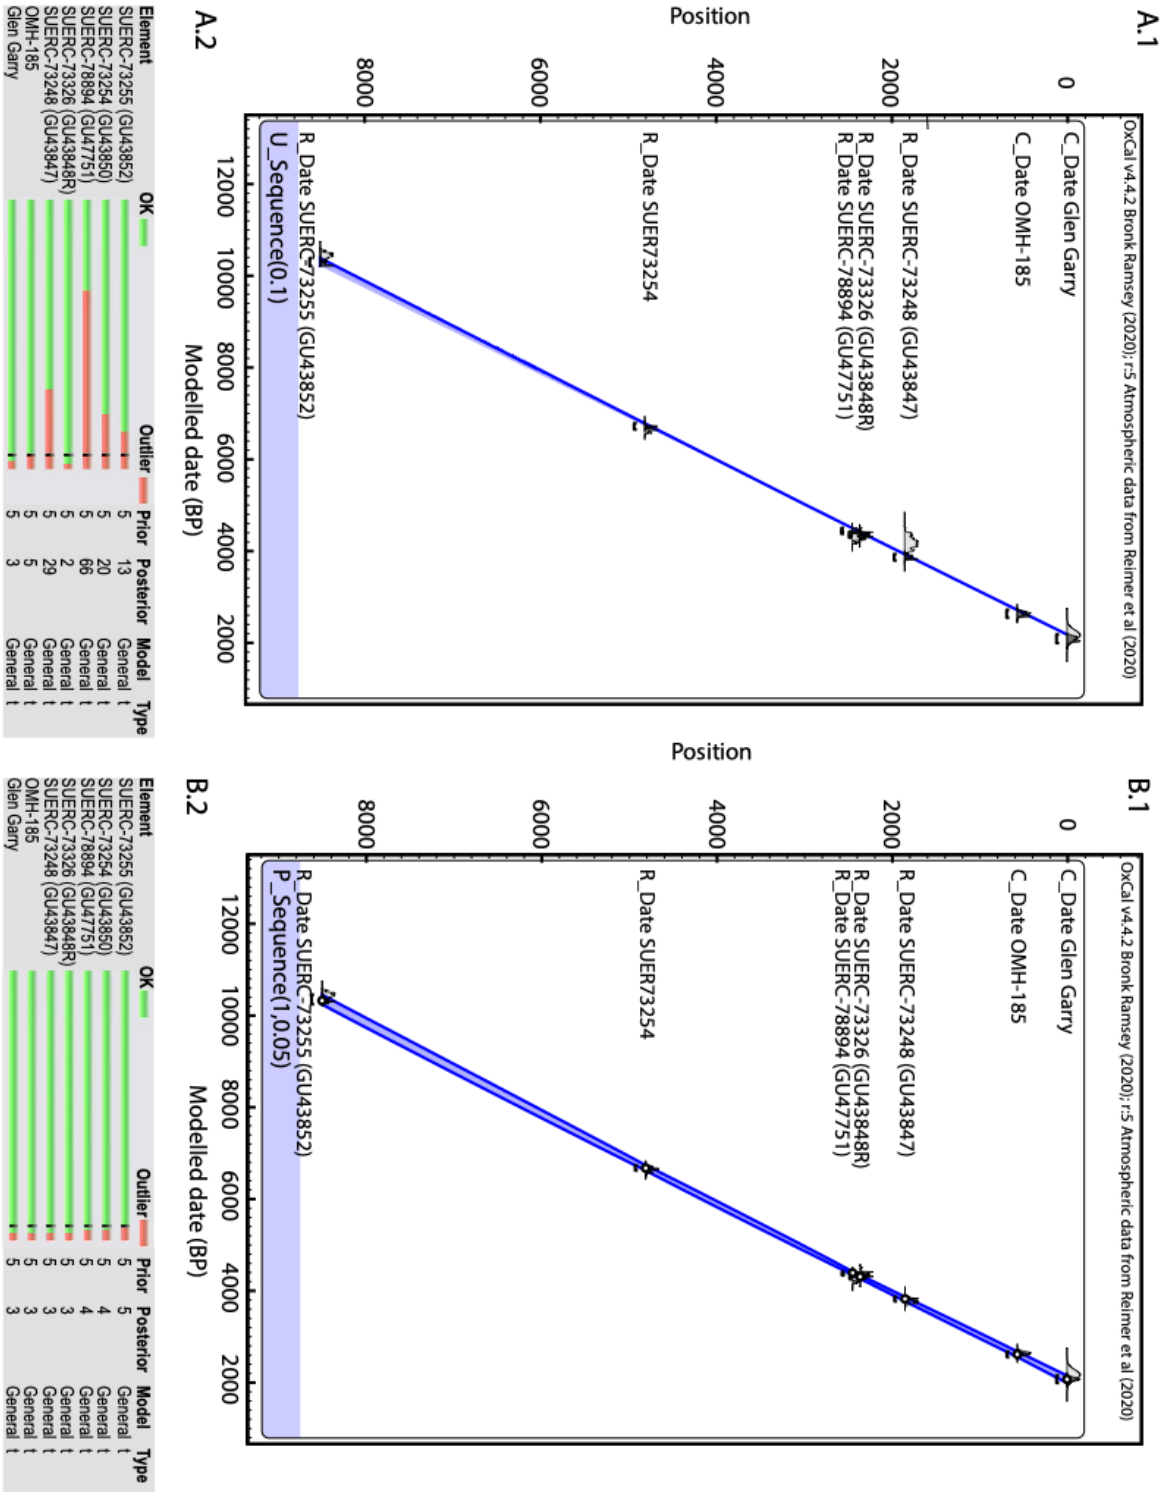 A.1
OxCal v4.4.2 Bronk Ramsey (2020); r:5 Atmospheric data from Reimer et al (2020)
Position
0
2000
4000
6000
8000
C_Date Glen Garry
C_Date OMH-185
R_Date SUERC-73248 (GU43847)
R_Date SUERC-73326 (GU43848R)
R_Date SUERC-78894 (GU47751)
R_Date SUER73254
R_Date SUERC-73255 (GU43852)
U_Sequence(0.1)
12000 10000 8000 6000 4000 2000
Modelled date (BP)
A.2
Element OK Outlier Prior Posterior Model Type
SUERC-73255 (GU43852) 5 13 General t
SUERC-73254 (GU43850) 5 20 General t
SUERC-78894 (GU47751) 5 66 General t
SUERC-73326 (GU43848R) 5 2 General t
SUERC-73248 (GU43847) 5 29 General t
OMH-185 5 5 General t
Glen Garry 5 3 General t
B.1
OxCal v4.4.2 Bronk Ramsey (2020); r:5 Atmospheric data from Reimer et al (2020)
Position
0
2000
4000
6000
8000
C_Date Glen Garry
C_Date OMH-185
R_Date SUERC-73248 (GU43847)
R_Date SUERC-73326 (GU43848R)
R_Date SUERC-78894 (GU47751)
R_Date SUER73254
R_Date SUERC-73255 (GU43852)
P_Sequence(1,0.05)
12000 10000 8000 6000 4000 2000
Modelled date (BP)
B.2
Element OK Outlier Prior Posterior Model Type
SUERC-73255 (GU43852) 5 5 General t
SUERC-73254 (GU43850) 5 4 General t
SUERC-78894 (GU47751) 5 4 General t
SUERC-73326 (GU43848R) 5 3 General t
SUERC-73248 (GU43847) 5 3 General t
OMH-185 5 3 General t
Glen Garry 5 3 General t